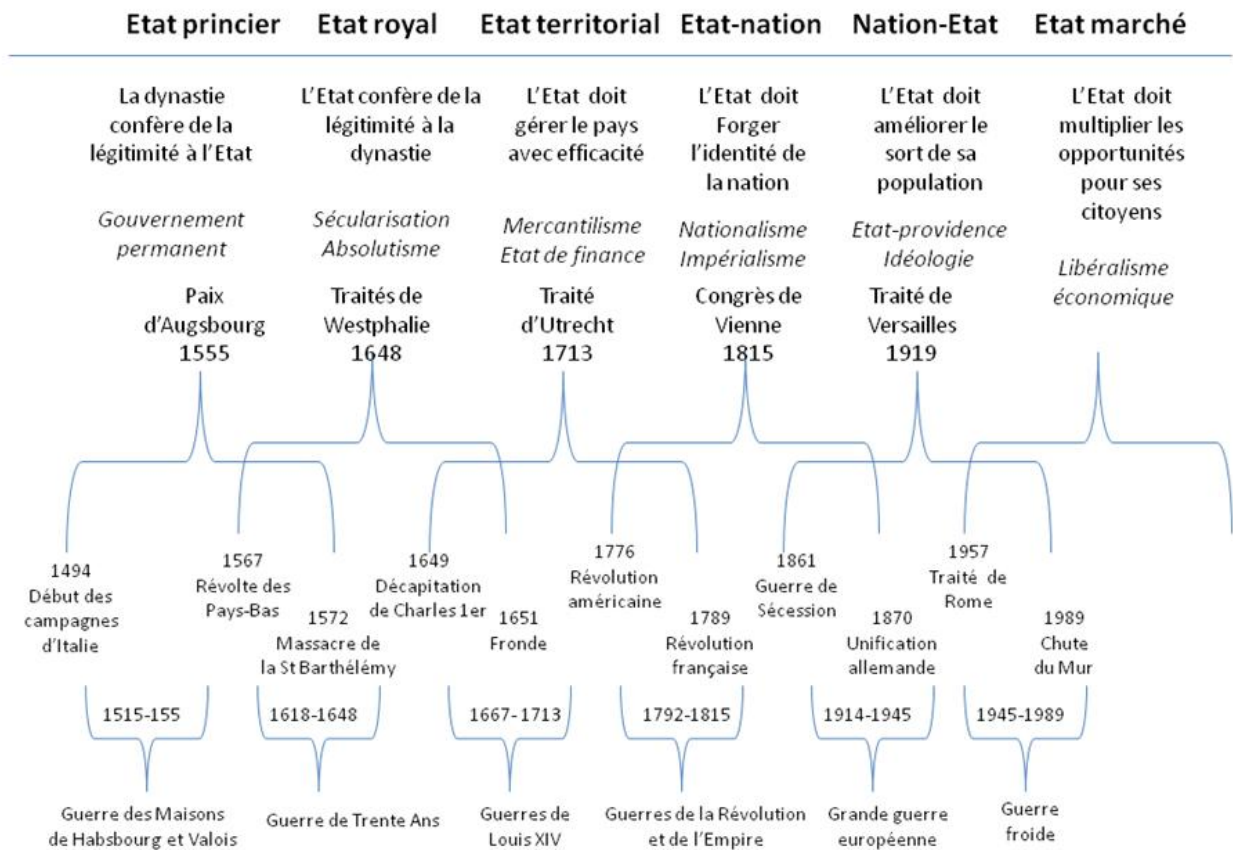 Etat princier Etat royal Etat territorial Etat-nation Nation-Etat Etat marché
La dynastie
confère de la
légitimité à l'Etat
Gouvernement
permanent
Paix
d'Augsbourg
1555
L'Etat confère de la
légitimité à la
dynastie
Sécularisation
Absolutisme
Traités de
Westphalie
1648
L'Etat doit
gérer le pays
avec efficacité
Mercantilisme
Etat de finance
Traité
d'Utrecht
1713
L'Etat doit
Forger
l'identité de
la nation
Nationalisme
Impérialisme
Congrès de
Vienne
1815
L'Etat doit
améliorer le
sort de sa
population
Etat-providence
Idéologie
Traité de
Versailles
1919
L'Etat doit
multiplier les
opportunités
pour ses
citoyens
Libéralisme
économique
1494
Début des
campagnes
d'Italie
1567
Révolte des
Pays-Bas
1572
Massacre de
la St Barthélémy
1649
Décapitation
de Charles 1er
1651
Fronde
1776
Révolution
américaine
1789
Révolution
française
1861
Guerre de
Sécession
1870
Unification
allemande
1957
Traité de
Rome
1989
Chute
du Mur
1515-155
Guerre des Maisons
de Habsbourg et Valois
1618-1648
Guerre de Trente Ans
1667-1713
Guerres de
Louis XIV
1792-1815
Guerres de la Révolution
et de l'Empire
1914-1945
Grande guerre
européenne
1945-1989
Guerre
froide